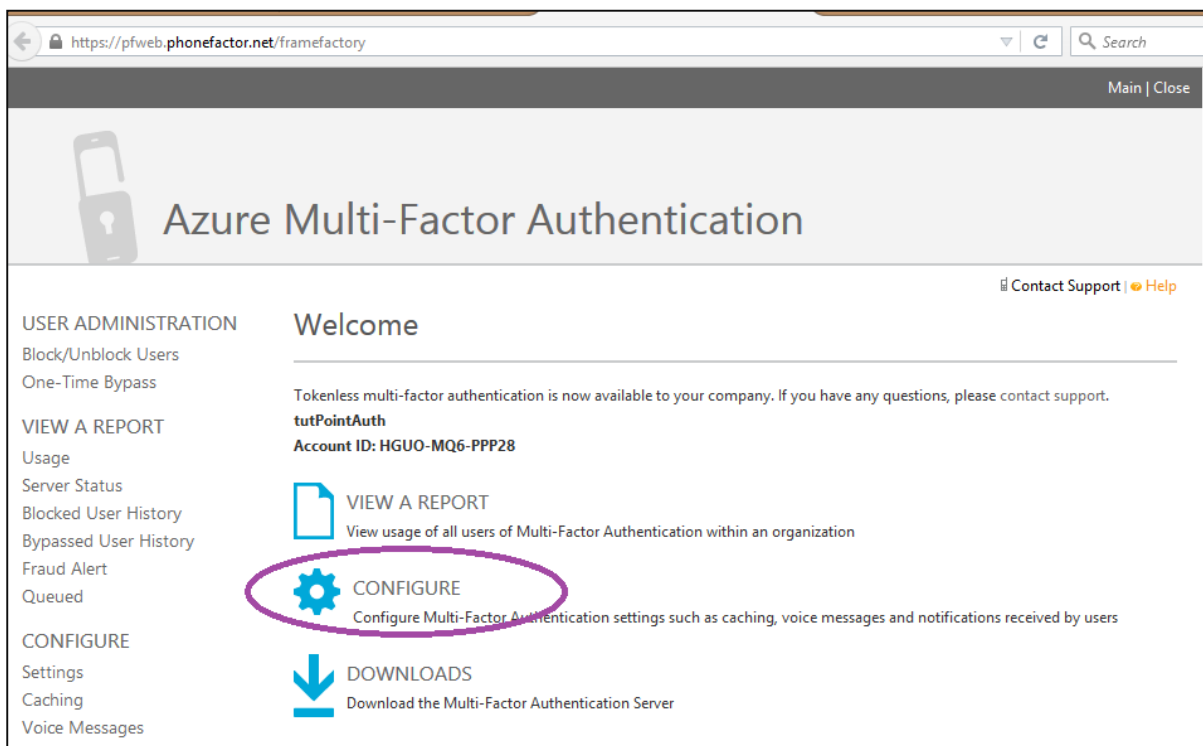 https://pfweb.phonefactor.net/framefactory
Search
Main | Close
Azure Multi-Factor Authentication
Contact Support | Help
USER ADMINISTRATION
Block/Unblock Users
One-Time Bypass
VIEW A REPORT
Usage
Server Status
Blocked User History
Bypassed User History
Fraud Alert
Queued
CONFIGURE
Settings
Caching
Voice Messages
Welcome
Tokenless multi-factor authentication is now available to your company. If you have any questions, please contact support.
tutPointAuth
Account ID: HGUO-MQ6-PPP28
VIEW A REPORT
View usage of all users of Multi-Factor Authentication within an organization
CONFIGURE
Configure Multi-Factor Authentication settings such as caching, voice messages and notifications received by users
DOWNLOADS
Download the Multi-Factor Authentication Server